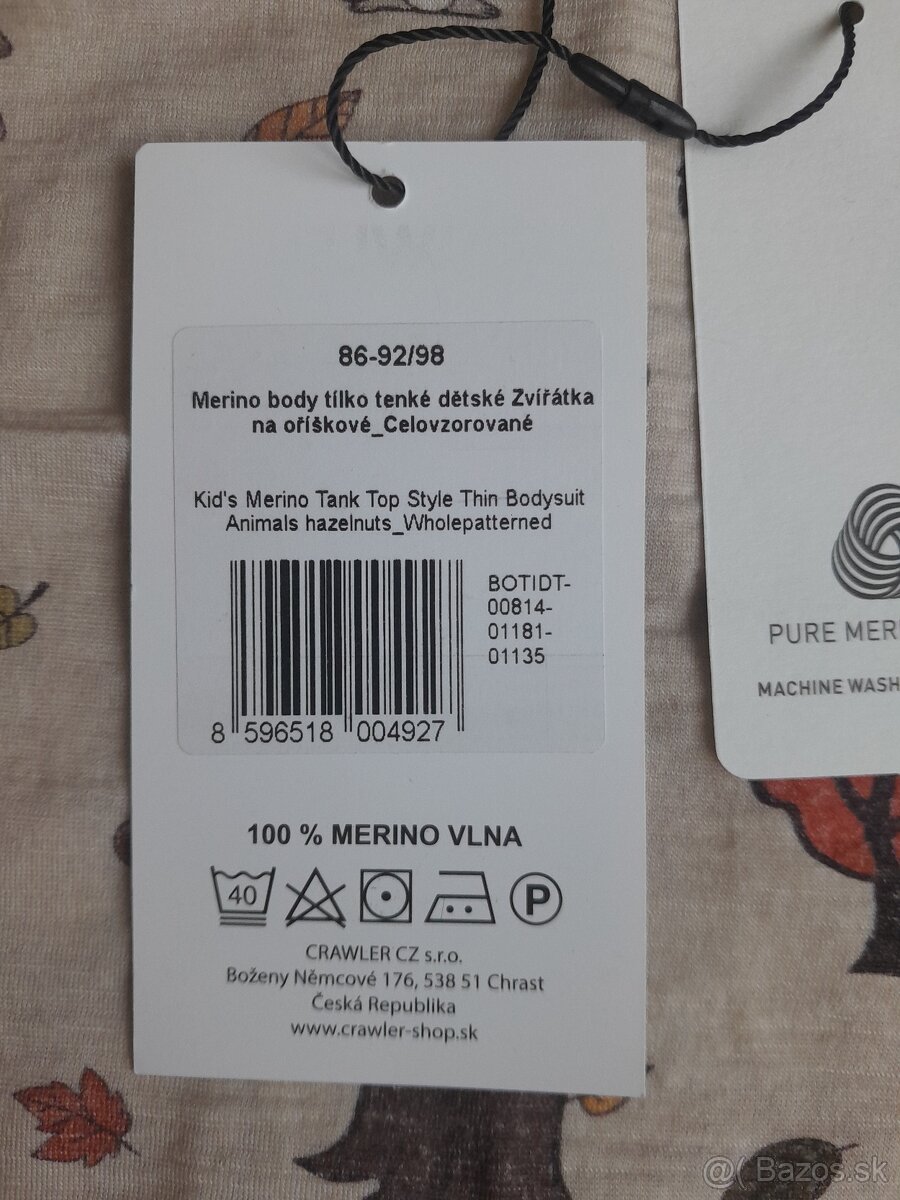 86-92/98
Merino body tílko tenké dětské Zvířátka
na oříškové_Celovzorované
Kid's Merino Tank Top Style Thin Bodysuit
Animals hazelnuts_Wholepatterned
BOTIDT-
00814-
01181-
01135
8 596518 004927
100 % MERINO VLNA
40
P
CRAWLER CZ s.r.o.
Boženy Němcové 176, 538 51 Chrast
Česká Republika
www.crawler-shop.sk
PURE MER
MACHINE WASH
@( Bazos.sk